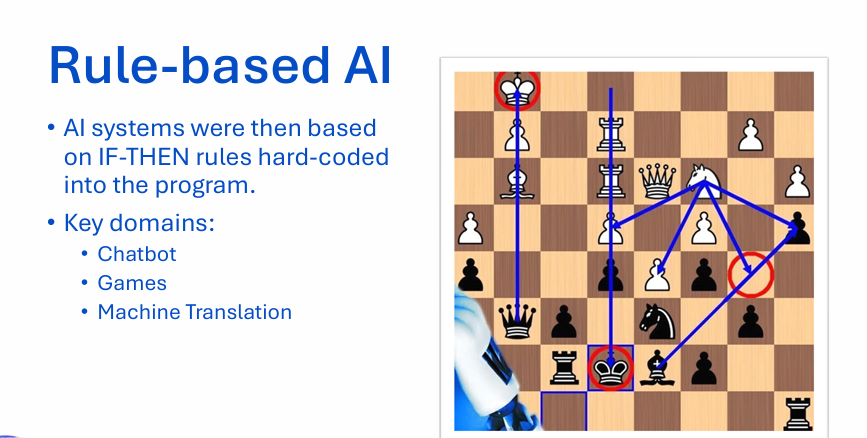 Rule-based AI
• AI systems were then based
on IF-THEN rules hard-coded
into the program.
• Key domains:
• Chatbot
• Games
• Machine Translation